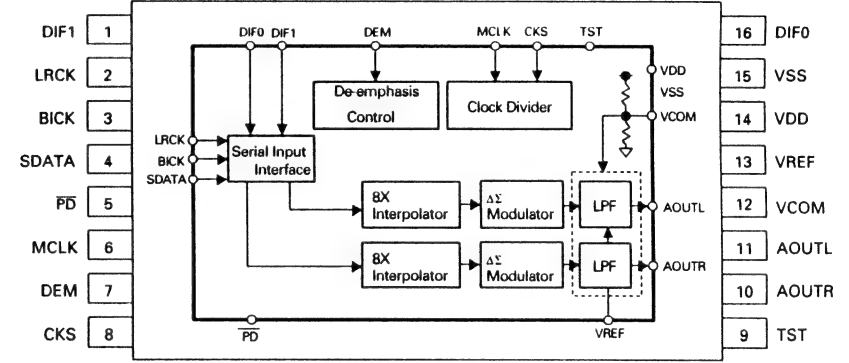 DIF1 1
LRCK 2
BICK 3
SDATA 4
PD 5
MCLK 6
DEM 7
CKS 8
DIF0 DIF1 DEM MCLK CKS TST
De-emphasis
Control
Clock Divider
VDD
VSS
VCOM
LRCK
BICK
SDATA
Serial Input
Interface
8X
Interpolator
ΔΣ
Modulator
LPF
AOUTL
8X
Interpolator
ΔΣ
Modulator
LPF
AOUTR
PD
VREF
16 DIF0
15 VSS
14 VDD
13 VREF
12 VCOM
11 AOUTL
10 AOUTR
9 TST